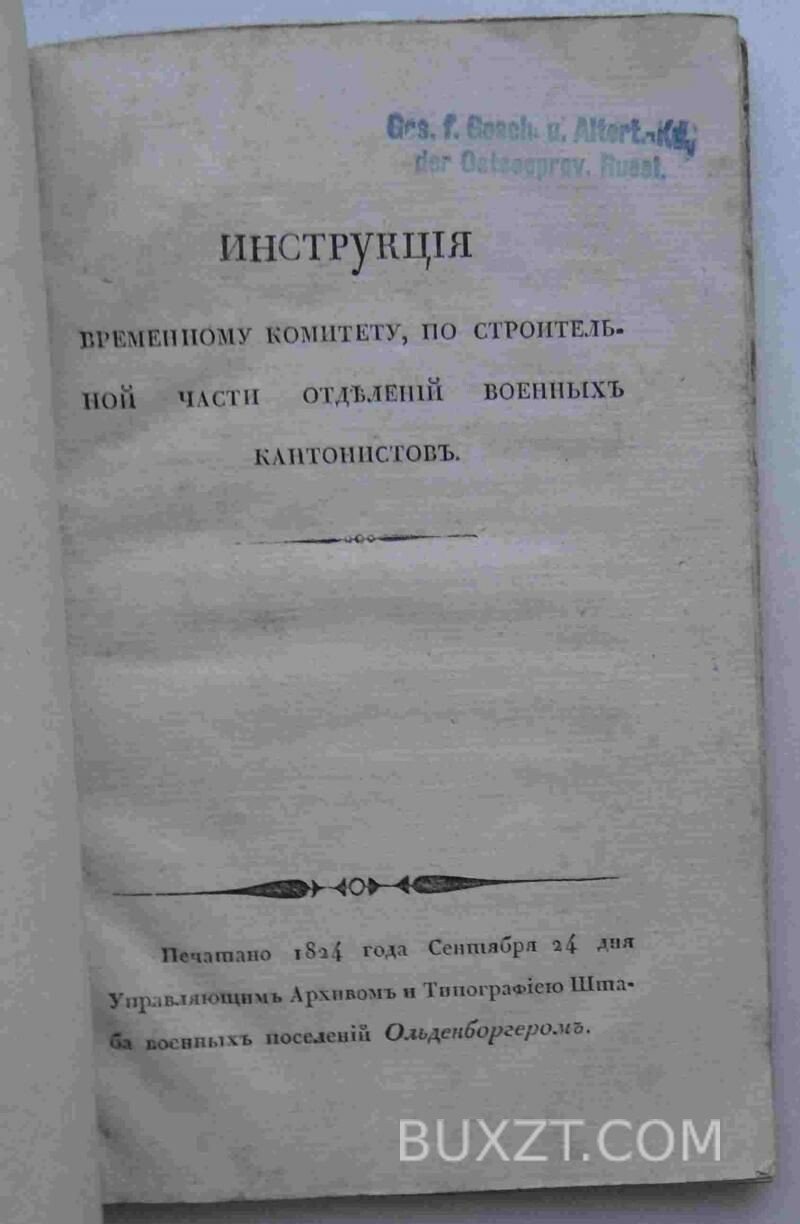 Ges. f. Gesch. u. Altert.-Kd.
der Ostseeprov. Russl.
ИНСТРУКЦІЯ
ВРЕМЕННОМУ КОМИТЕТУ, ПО СТРОИТЕЛЬ-
НОЙ ЧАСТИ ОТДѢЛЕНІЙ ВОЕННЫХЪ
КАНТОНИСТОВЪ.
Печатано 1824 года Сентября 24 дня
Управляющимъ Архивомъ и Типографіею Шта-
ба военныхъ поселеній Ольденборгеромъ.
BUXZT.COM